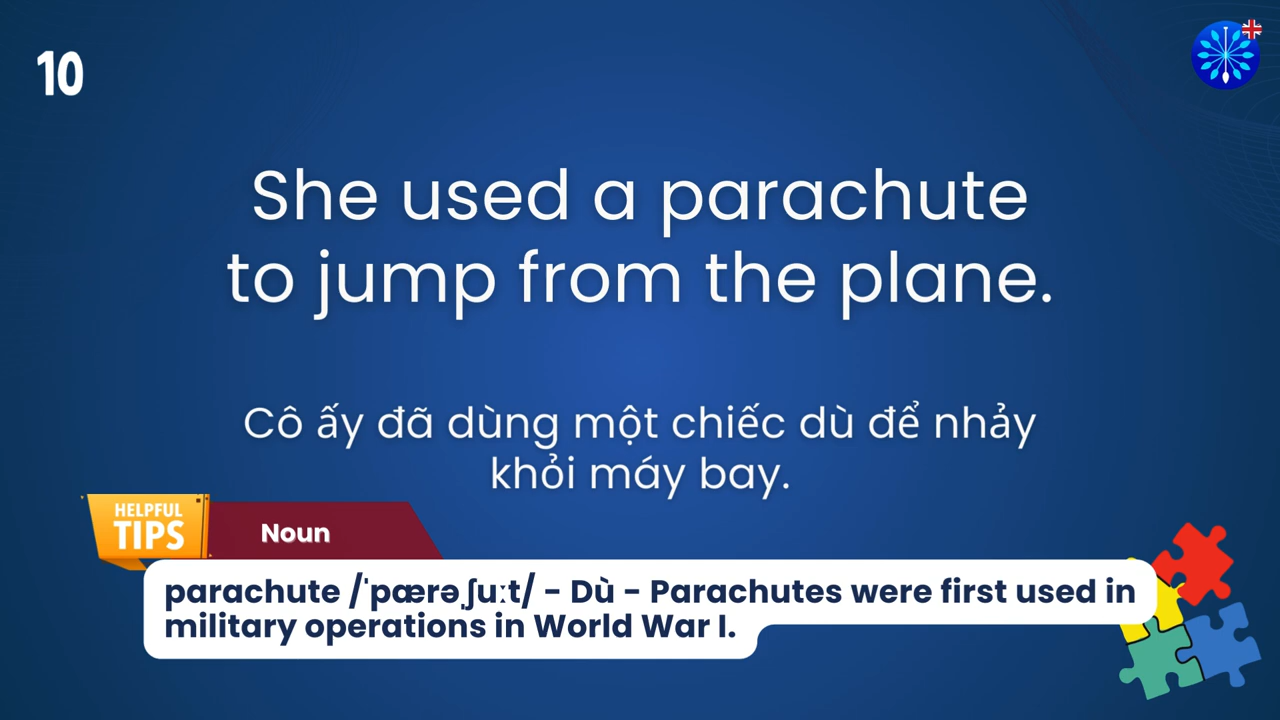 10
She used a parachute
to jump from the plane.
Cô ấy đã dùng một chiếc dù để nhảy
khỏi máy bay.
HELPFUL
TIPS
Noun
parachute /ˈpærəˌʃuːt/ - Dù - Parachutes were first used in
military operations in World War I.